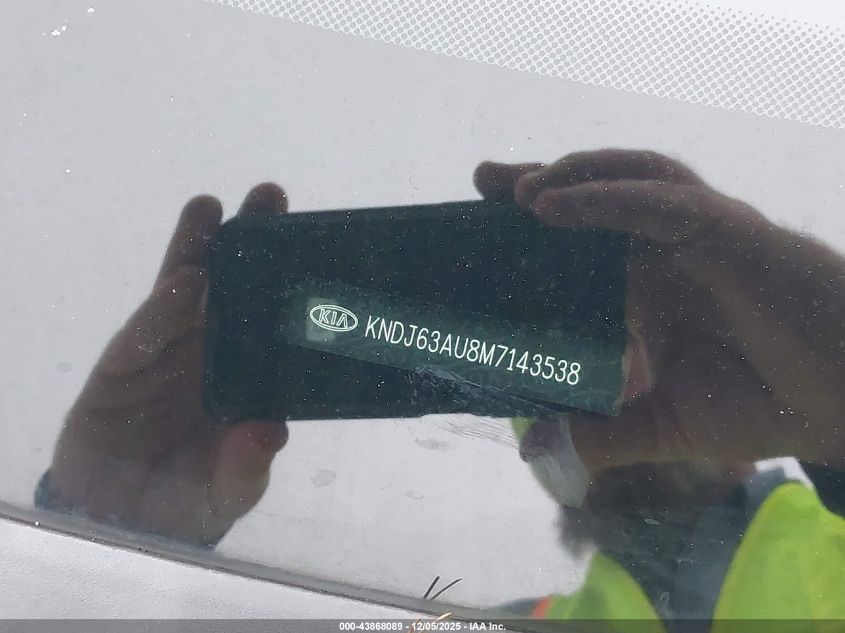 KIA KNDJ63AU8M7143538
000-43868089 - 12/05/2025 - IAA Inc.